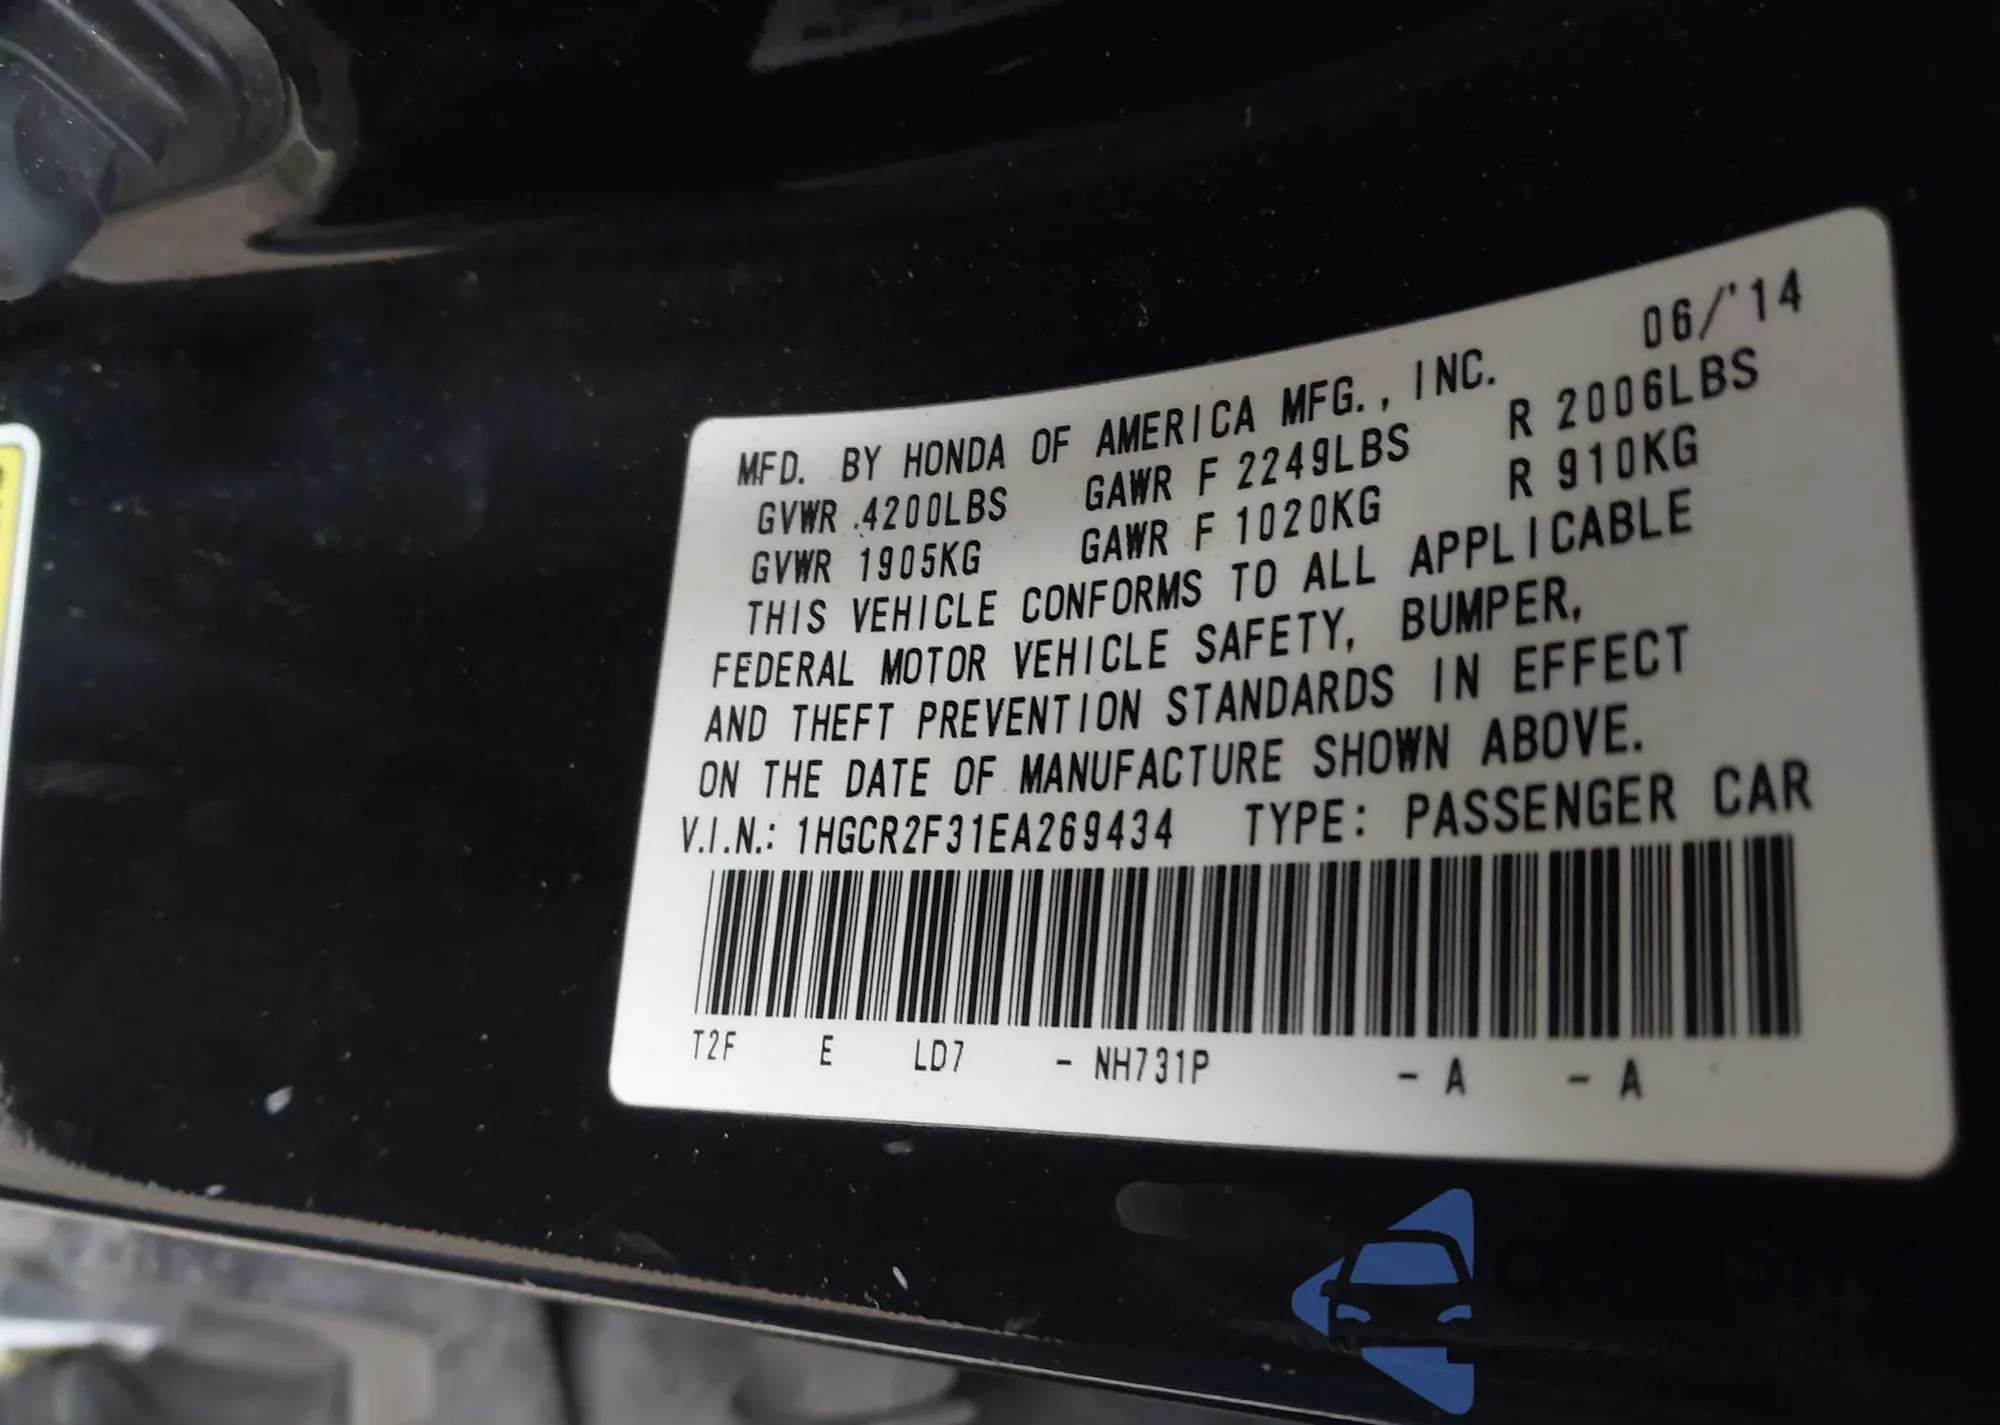 MFD. BY HONDA OF AMERICA MFG., INC. 06/'14
GVWR 4200LBS GAWR F 2249LBS R 2006LBS
GVWR 1905KG GAWR F 1020KG R 910KG
THIS VEHICLE CONFORMS TO ALL APPLICABLE
FEDERAL MOTOR VEHICLE SAFETY, BUMPER,
AND THEFT PREVENTION STANDARDS IN EFFECT
ON THE DATE OF MANUFACTURE SHOWN ABOVE.
V.I.N.: 1HGCR2F31EA269434 TYPE: PASSENGER CAR
T2F E LD7 - NH731P - A - A